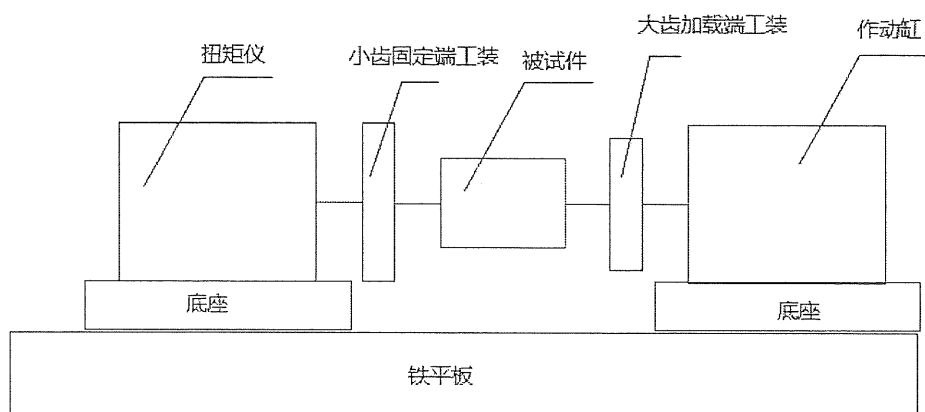 扭矩仪
小齿固定端工装
被试件
大齿加载端工装
作动缸
底座
底座
铁平板